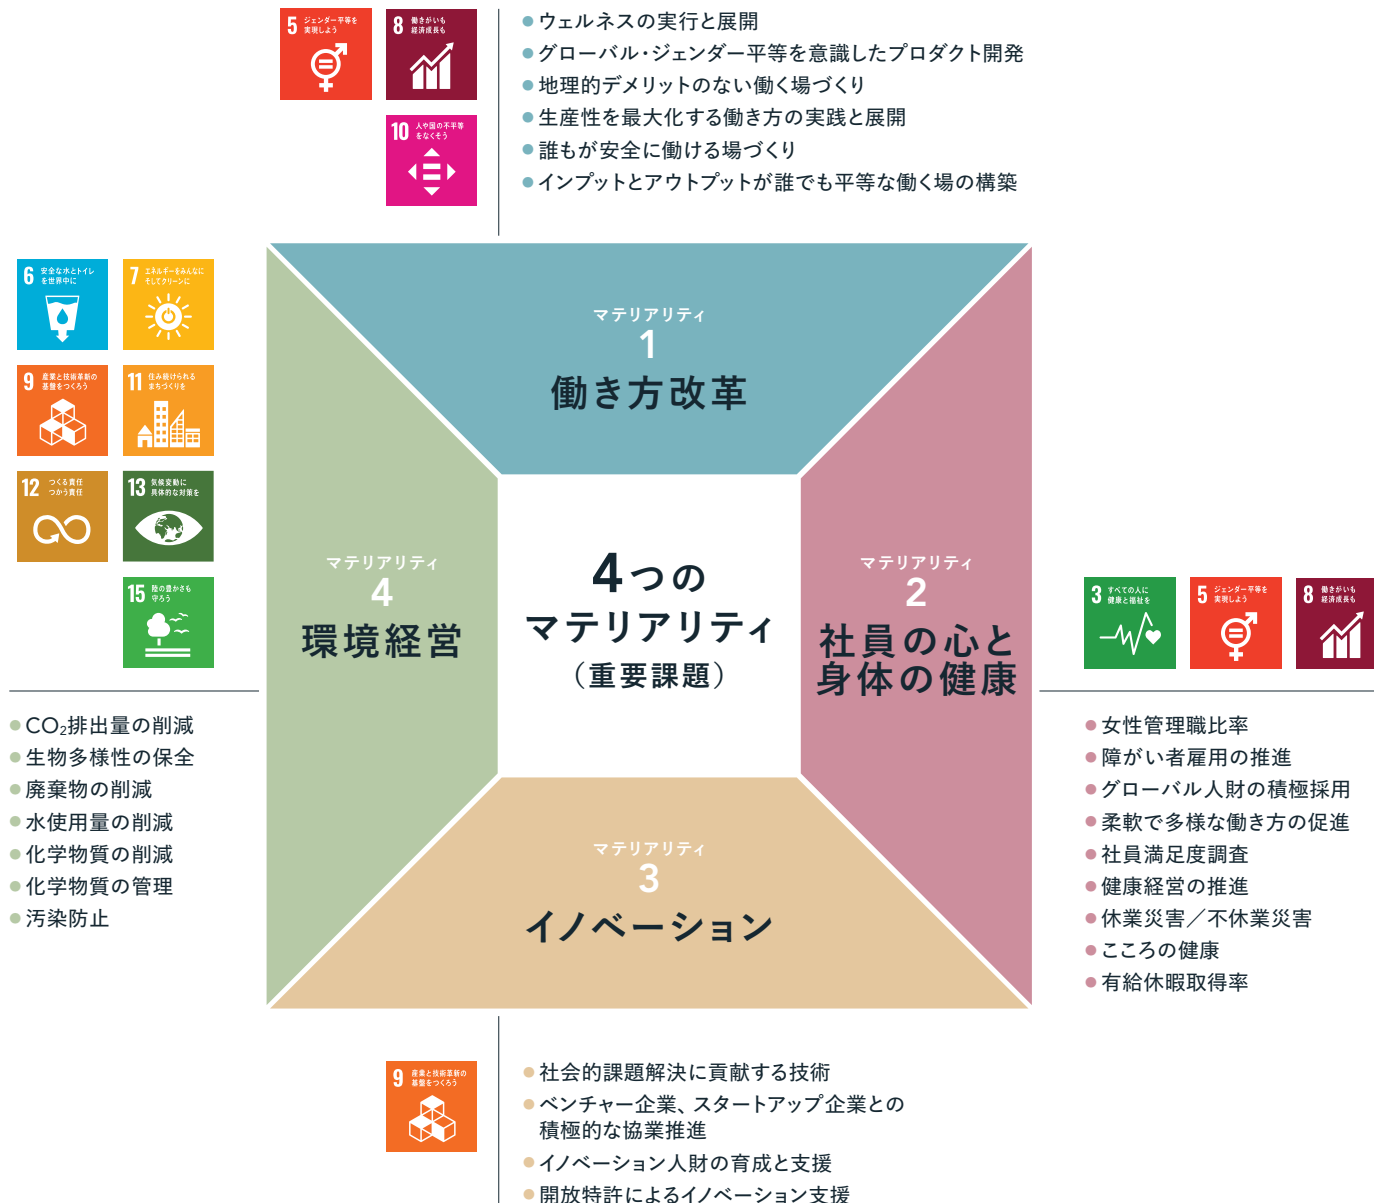 5 ジェンダー平等を
実現しよう
8 働きがいも
経済成長も
10 人や国の不平等
をなくそう
ウェルネスの実行と展開
グローバル・ジェンダー平等を意識したプロダクト開発
地理的デメリットのない働く場づくり
生産性を最大化する働き方の実践と展開
誰もが安全に働ける場づくり
インプットとアウトプットが誰でも平等な働く場の構築
マテリアリティ
1
働き方改革
6 安全な水とトイレ
を世界中に
7 エネルギーをみんなに
そしてクリーンに
9 産業と技術革新の
基盤をつくろう
11 住み続けられる
まちづくりを
12 つくる責任
つかう責任
13 気候変動に
具体的な対策を
15 陸の豊かさも
守ろう
マテリアリティ
4
環境経営
4つの
マテリアリティ
（重要課題）
マテリアリティ
2
社員の心と
身体の健康
3 すべての人に
健康と福祉を
5 ジェンダー平等を
実現しよう
8 働きがいも
経済成長も
CO₂排出量の削減
生物多様性の保全
廃棄物の削減
水使用量の削減
化学物質の削減
化学物質の管理
汚染防止
女性管理職比率
障がい者雇用の推進
グローバル人財の積極採用
柔軟で多様な働き方の促進
社員満足度調査
健康経営の推進
休業災害／不休業災害
こころの健康
有給休暇取得率
マテリアリティ
3
イノベーション
9 産業と技術革新の
基盤をつくろう
社会的課題解決に貢献する技術
ベンチャー企業、スタートアップ企業との
積極的な協業推進
イノベーション人財の育成と支援
開放特許によるイノベーション支援